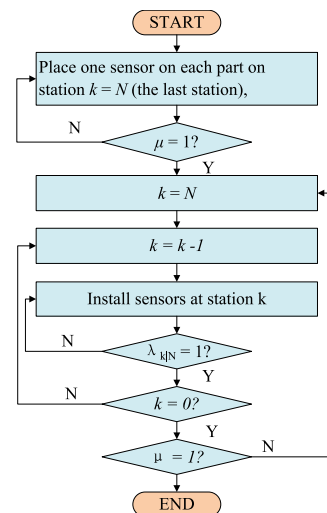 START
Place one sensor on each part on
station k = N (the last station),
N
μ = 1?
Y
k = N
k = k -1
Install sensors at station k
N
λ k|N = 1?
Y
N
k = 0?
Y
μ = 1?
N
END